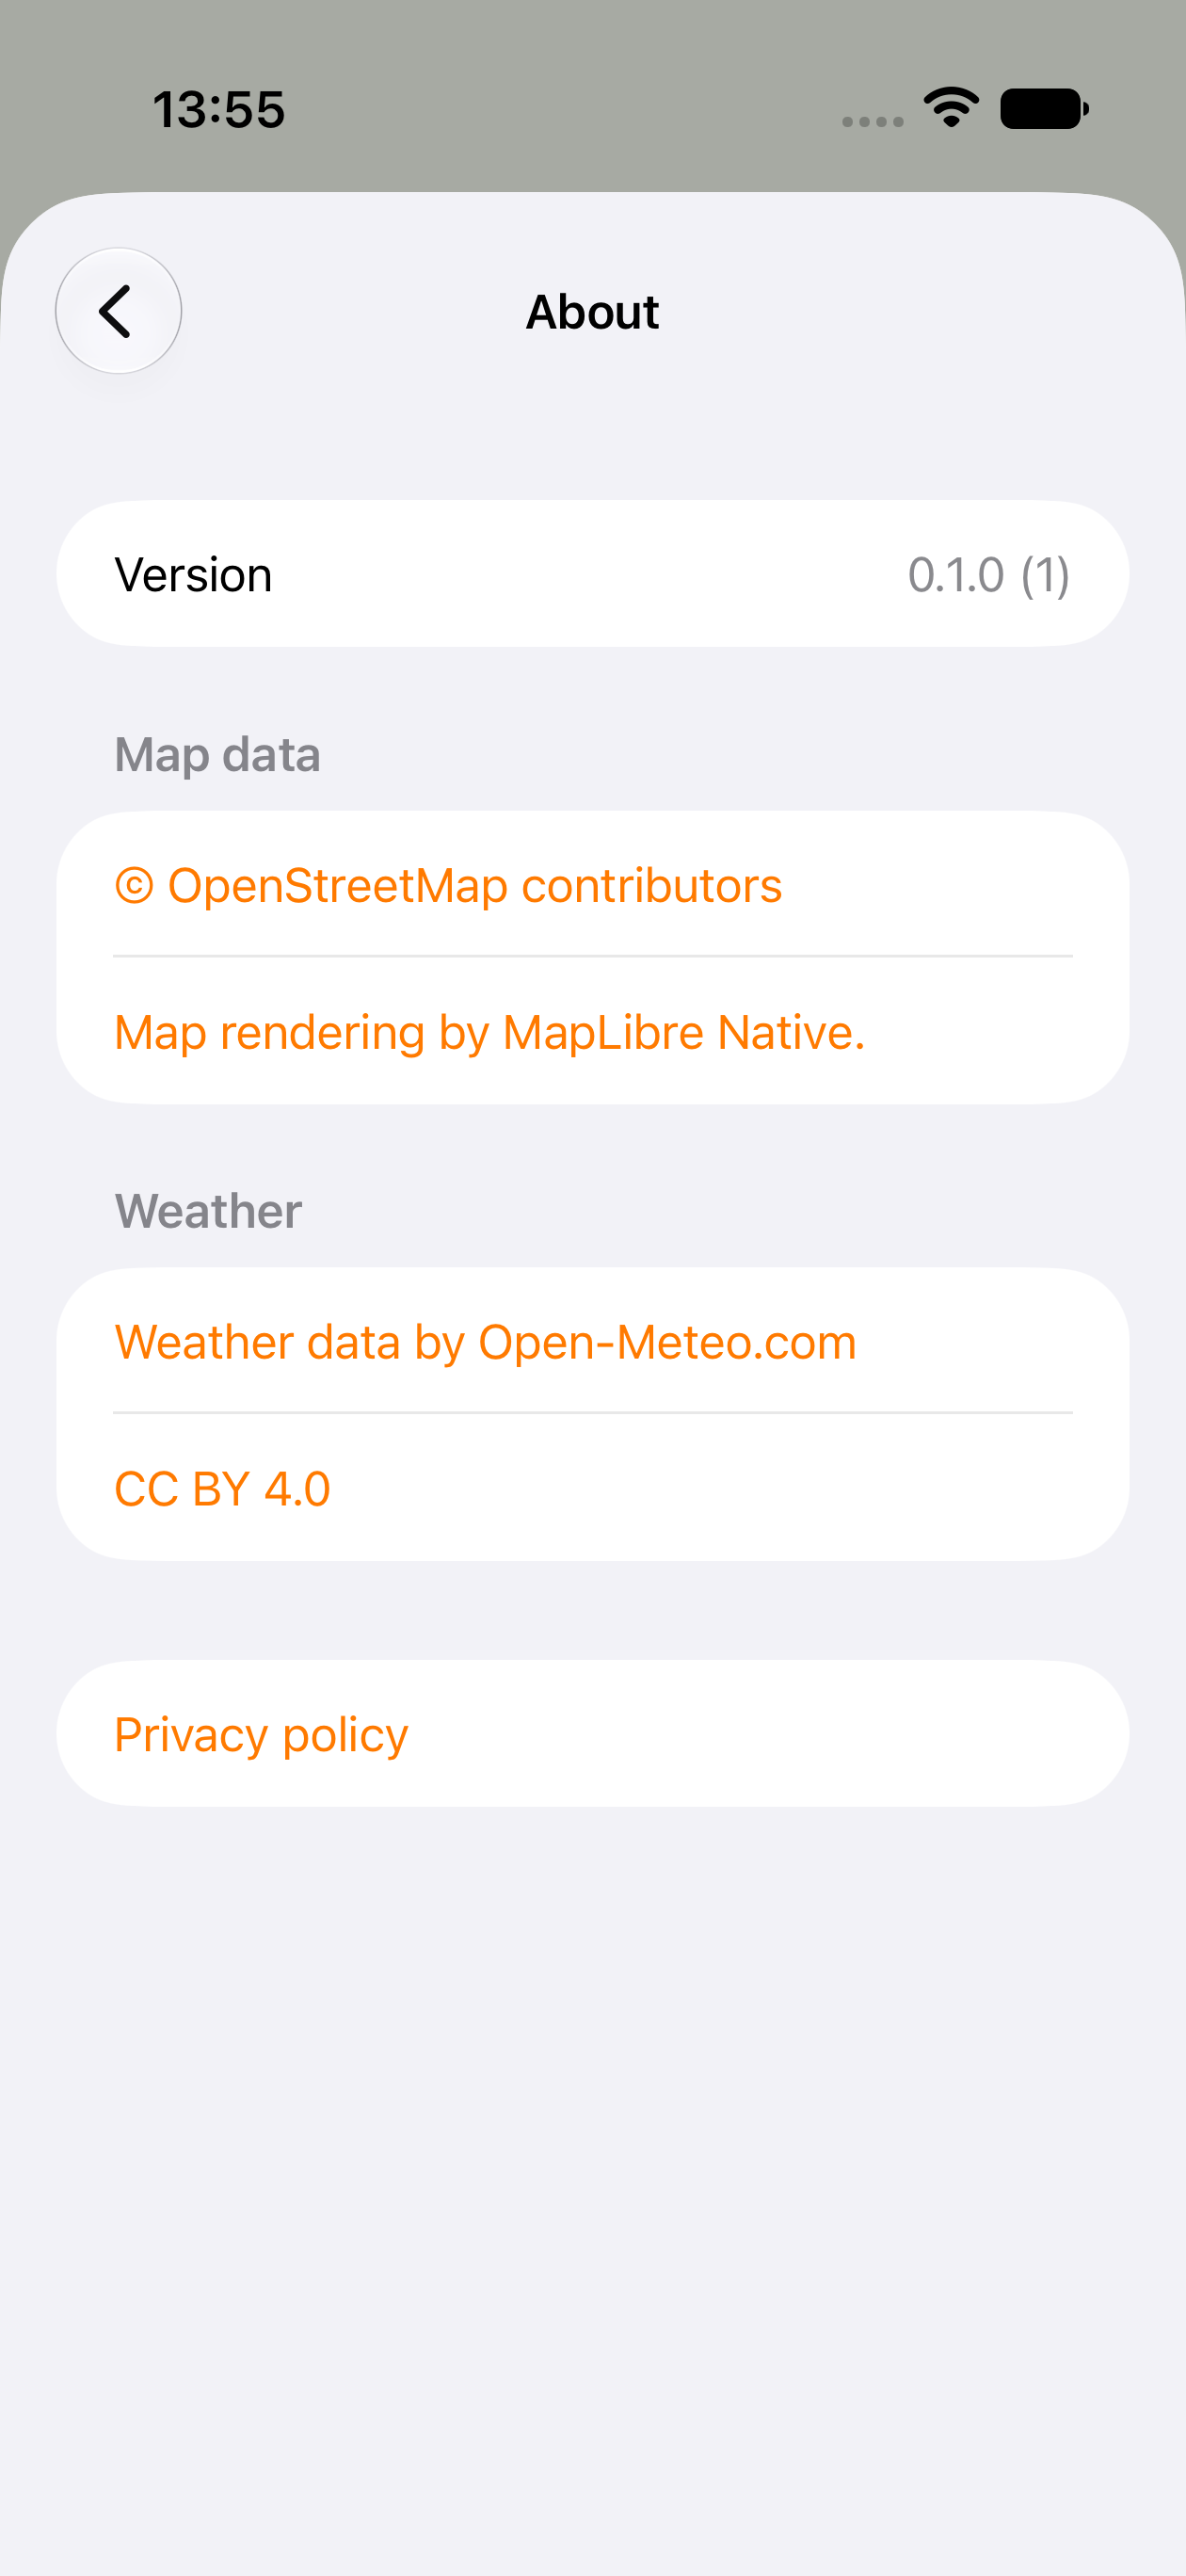 13:55
About
Version 0.1.0 (1)
Map data
© OpenStreetMap contributors
Map rendering by MapLibre Native.
Weather
Weather data by Open-Meteo.com
CC BY 4.0
Privacy policy